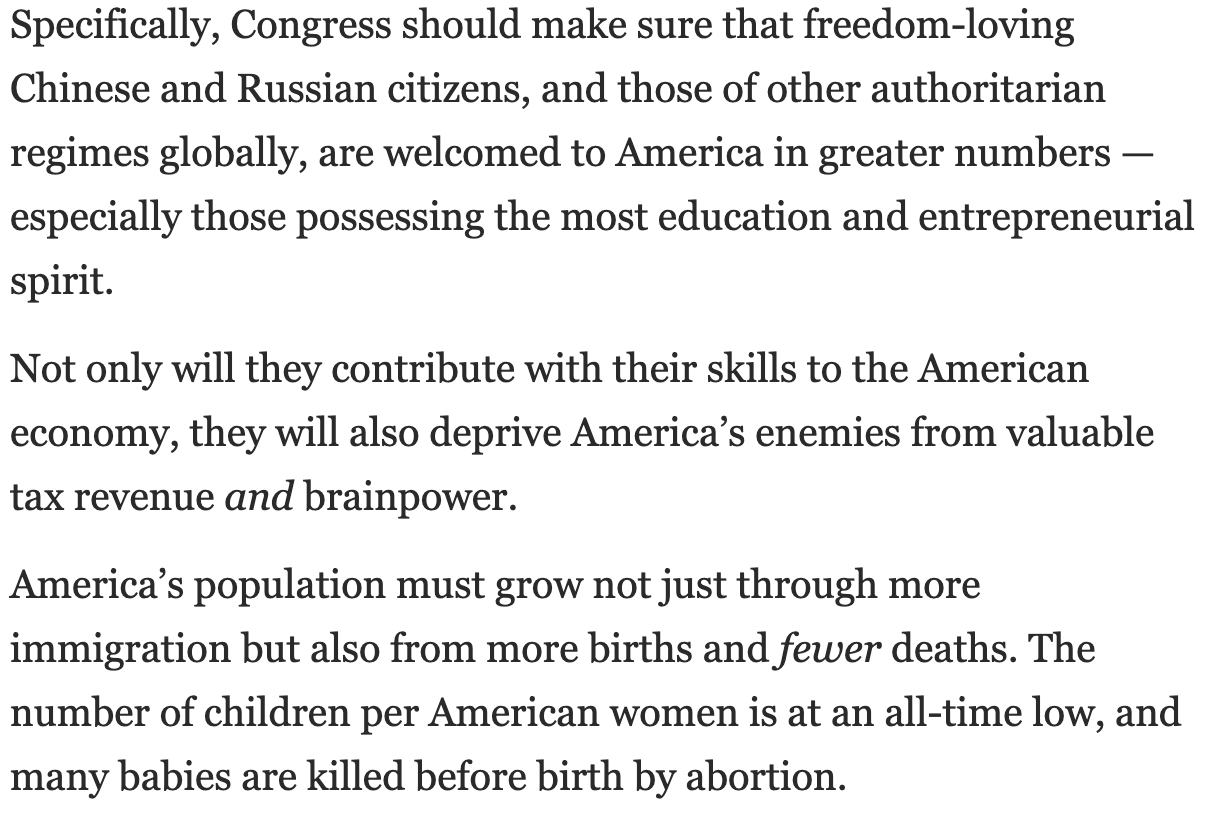 Specifically, Congress should make sure that freedom-loving
Chinese and Russian citizens, and those of other authoritarian
regimes globally, are welcomed to America in greater numbers —
especially those possessing the most education and entrepreneurial
spirit.
Not only will they contribute with their skills to the American
economy, they will also deprive America’s enemies from valuable
tax revenue and brainpower.
America’s population must grow not just through more
immigration but also from more births and fewer deaths. The
number of children per American women is at an all-time low, and
many babies are killed before birth by abortion.